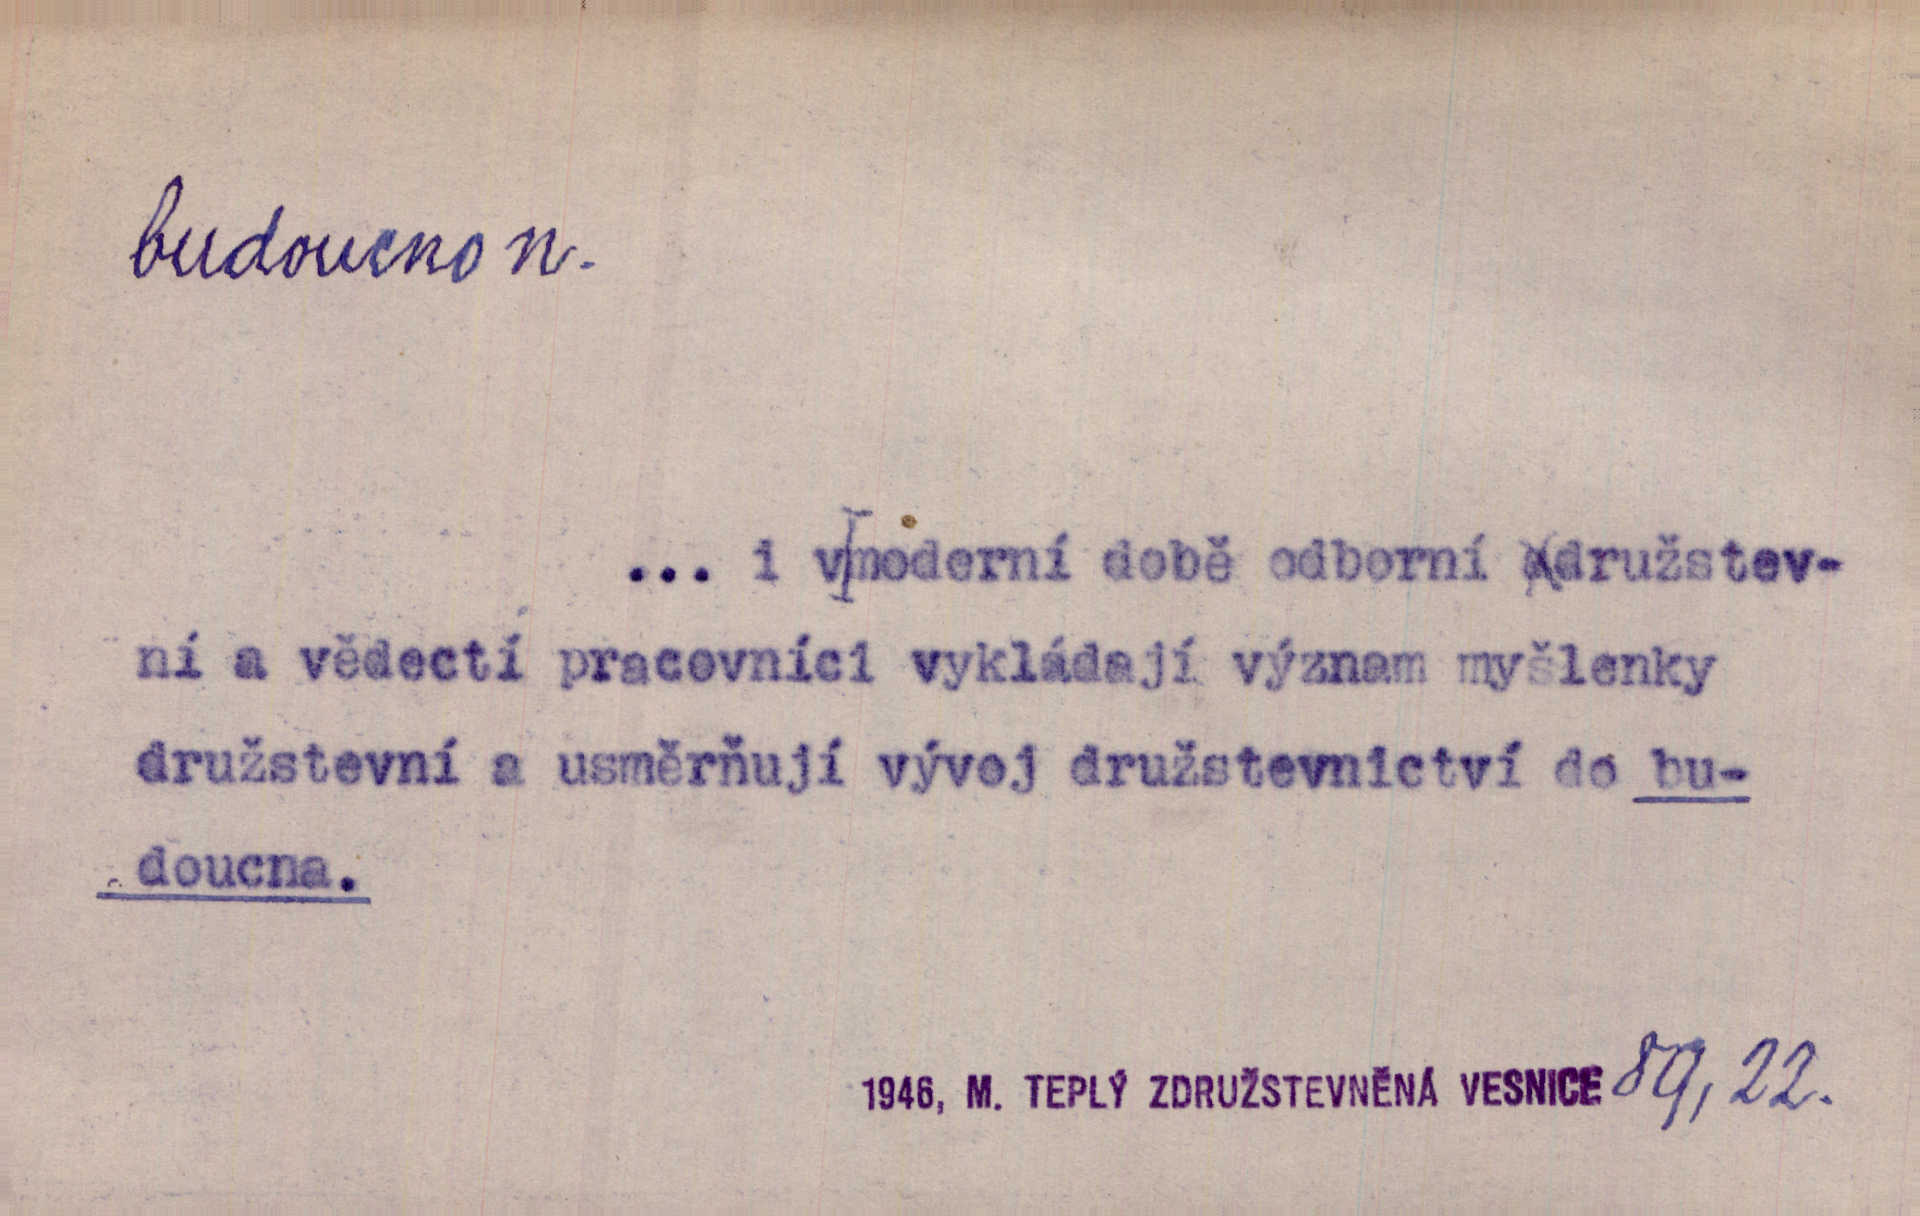 budoucno n.
... i v moderní době odborní družstev-
ní a vědectí pracovníci vykládají význam myšlenky
družstevní a usměrňují vývoj družstevnictví do bu-
doucna.
1946, M. TEPLÝ ZDRUŽSTEVNĚNÁ VESNICE 89, 22.